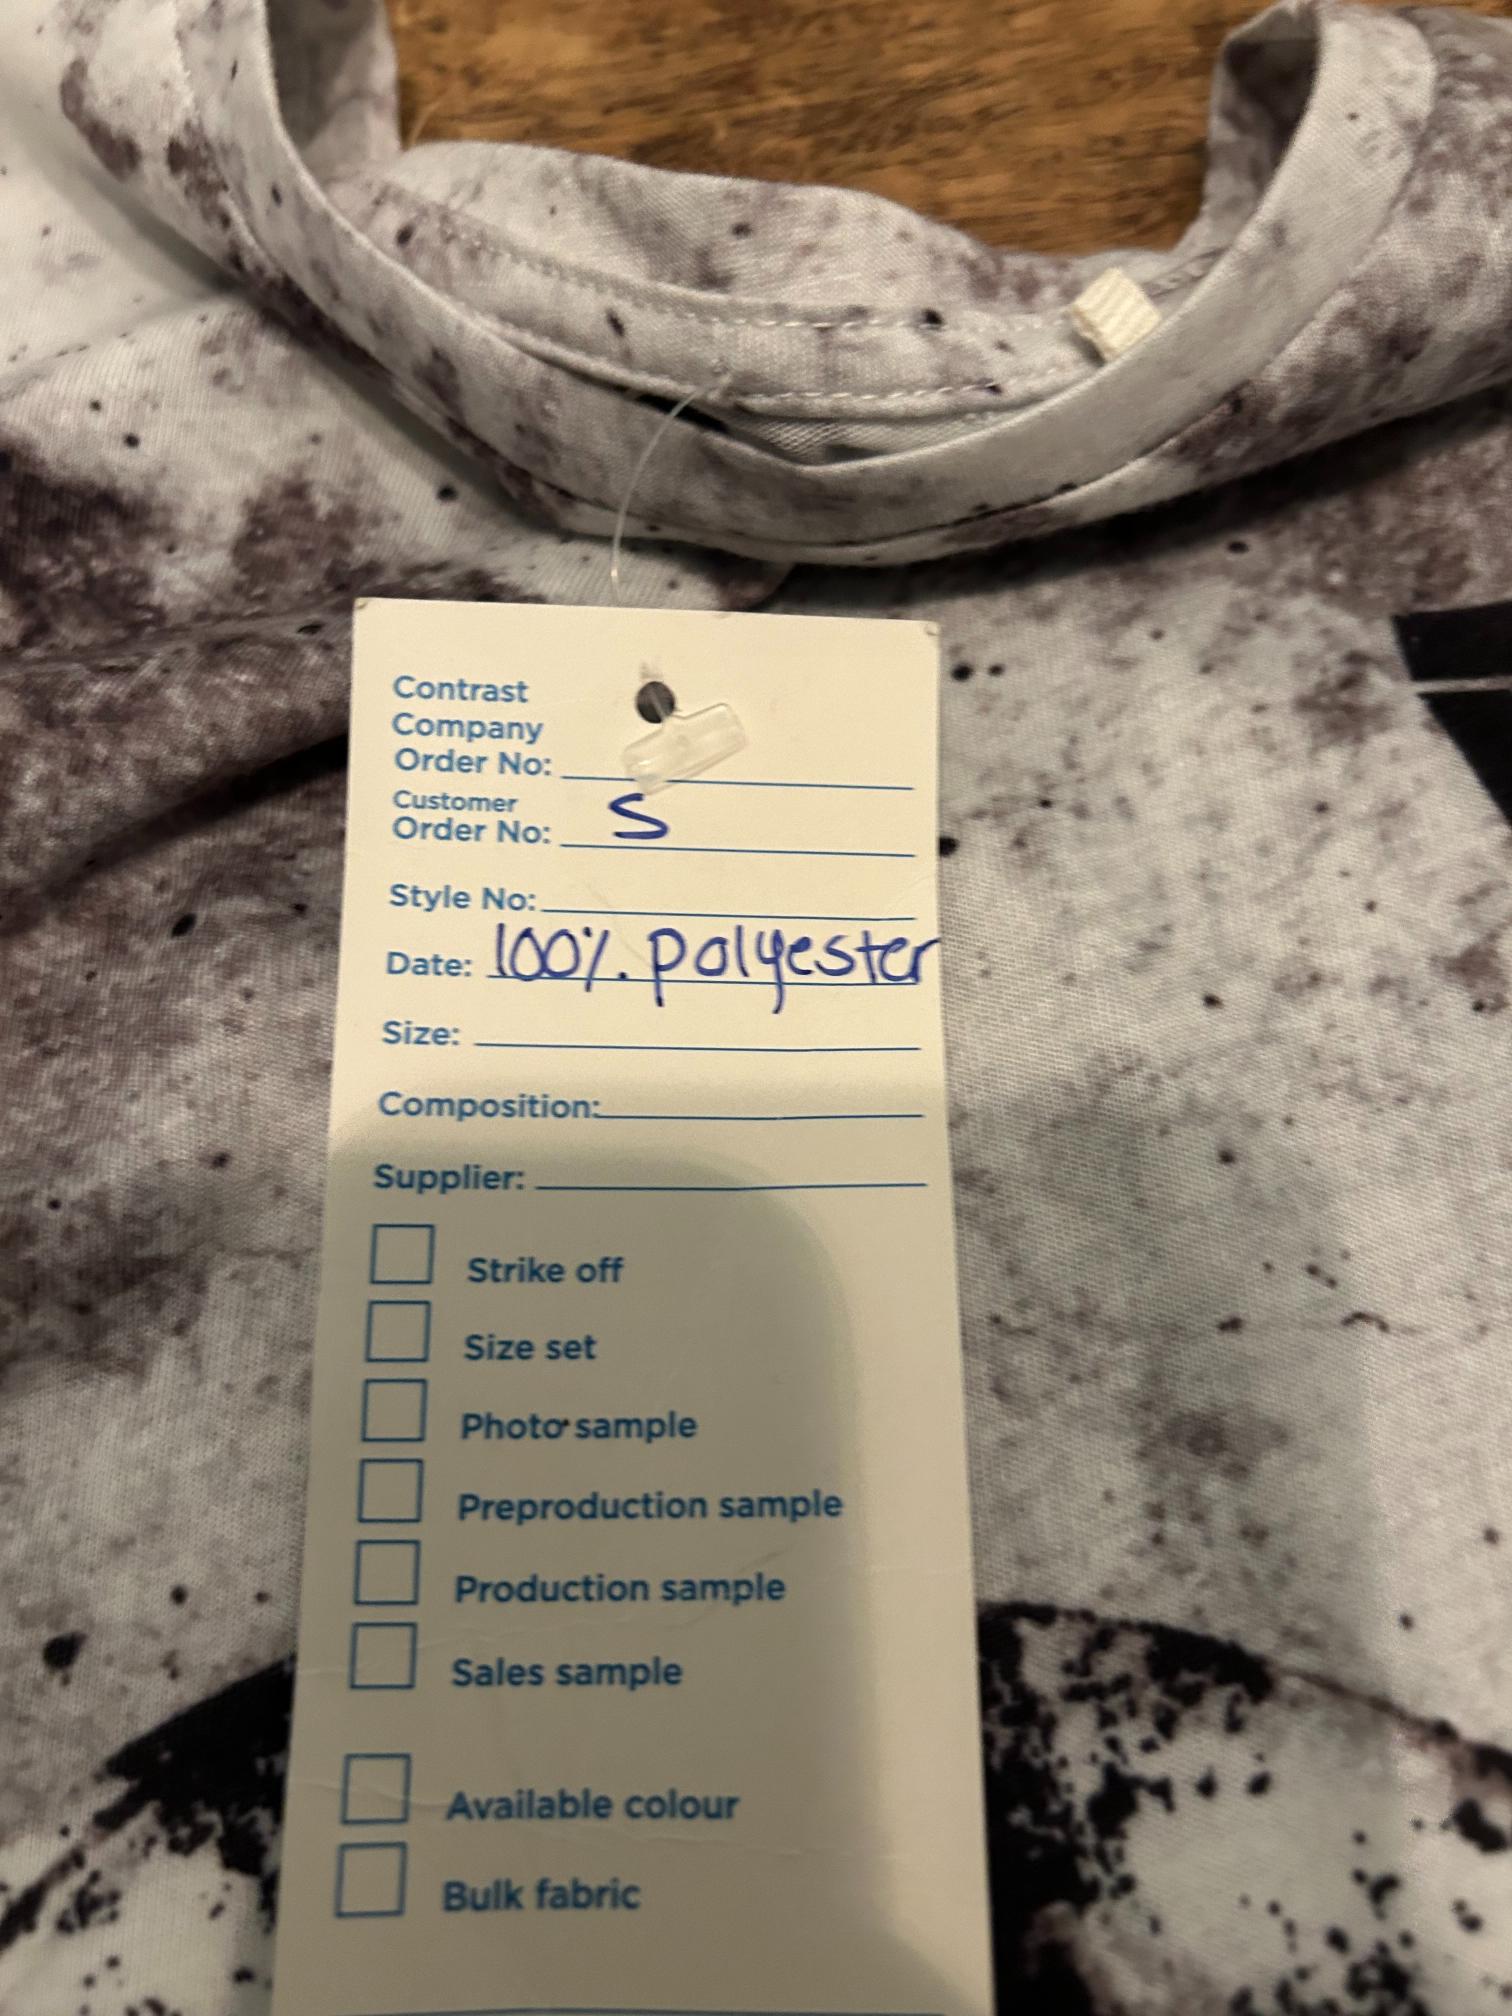 Contrast
Company
Order No:
Customer
Order No: S
Style No:
Date: 100% polyester
Size:
Composition:
Supplier:
Strike off
Size set
Photo sample
Preproduction sample
Production sample
Sales sample
Available colour
Bulk fabric